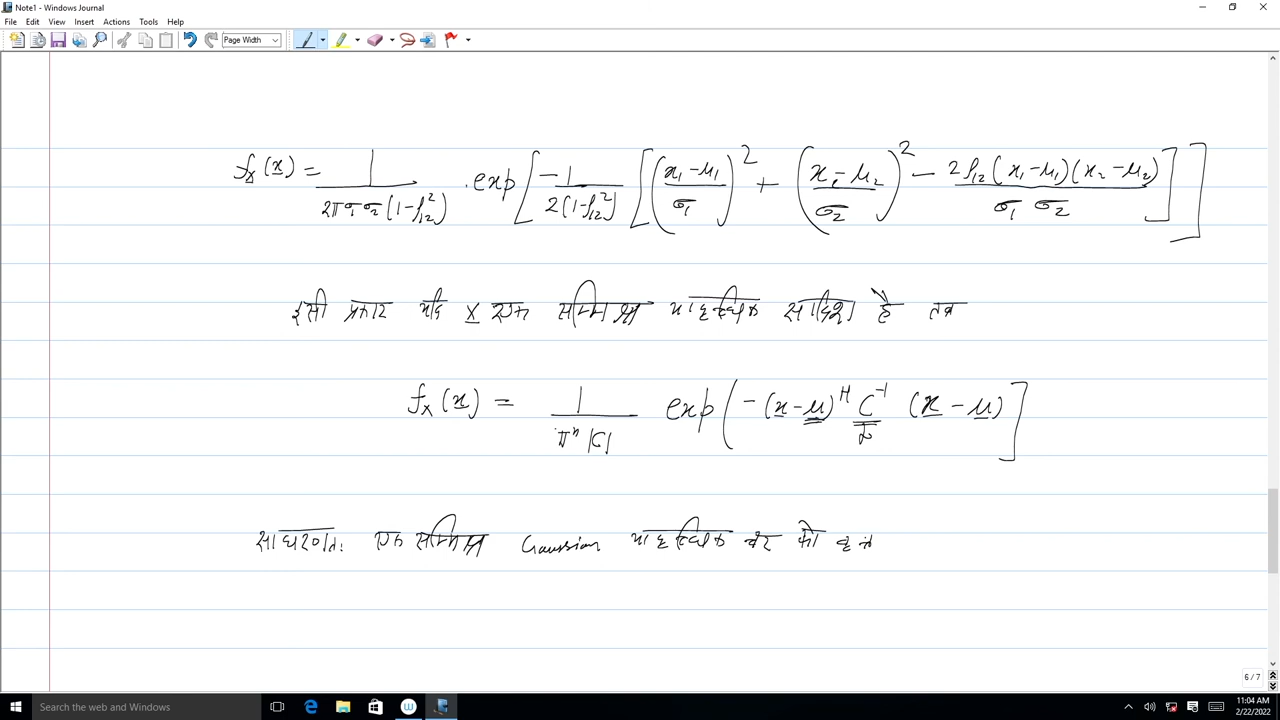 Note1 - Windows Journal
File Edit View Insert Actions Tools Help
Page Width
f_X(x) = 1/(2πσ₁σ₂(1-ρ₁₂²)) . exp[-1/(2(1-ρ₁₂²)) [((x₁-μ₁)/σ₁)² + ((x₂-μ₂)/σ₂)² - 2ρ₁₂(x₁-μ₁)(x₂-μ₂)/(σ₁ σ₂)]]
इसी प्रकार यदि X एक सम्मिश्र यादृच्छिक सदिश है तब
f_X(x) = 1/(πⁿ|C|) exp(-(x-μ)^H C⁻¹ (x-μ)]
साधारणतः एक सम्मिश्र Gaussian यादृच्छिक चर को
6 / 7
Search the web and Windows
11:04 AM
2/22/2022